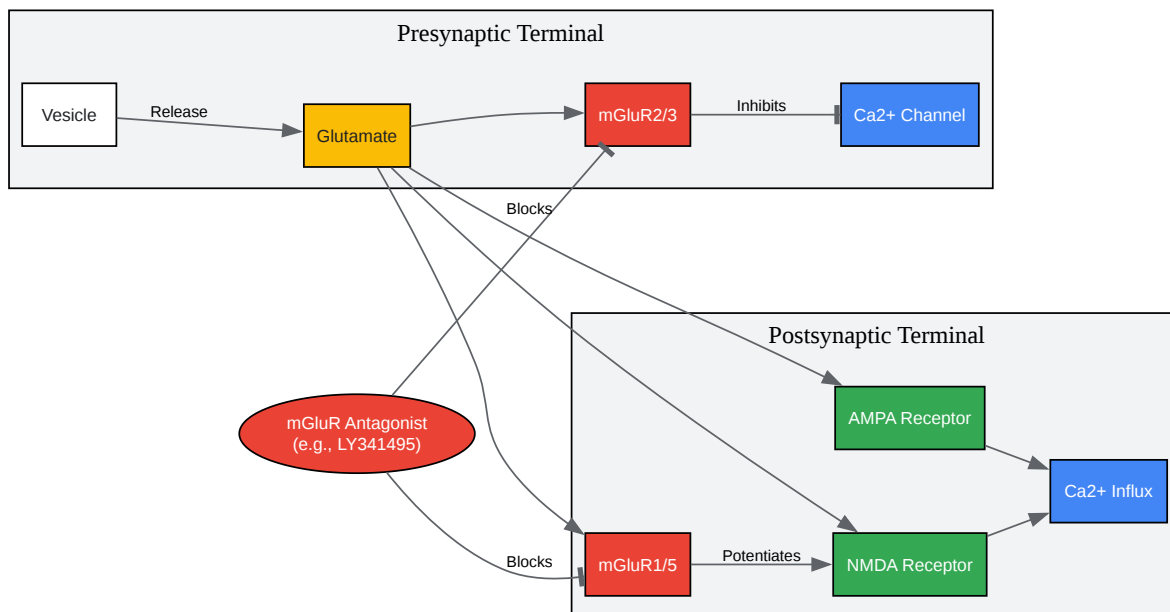 Presynaptic Terminal
Vesicle
Release
Glutamate
mGluR2/3
Inhibits
Ca2+ Channel
Blocks
Postsynaptic Terminal
mGluR Antagonist
(e.g., LY341495)
AMPA Receptor
Ca2+ Influx
Blocks
mGluR1/5
Potentiates
NMDA Receptor